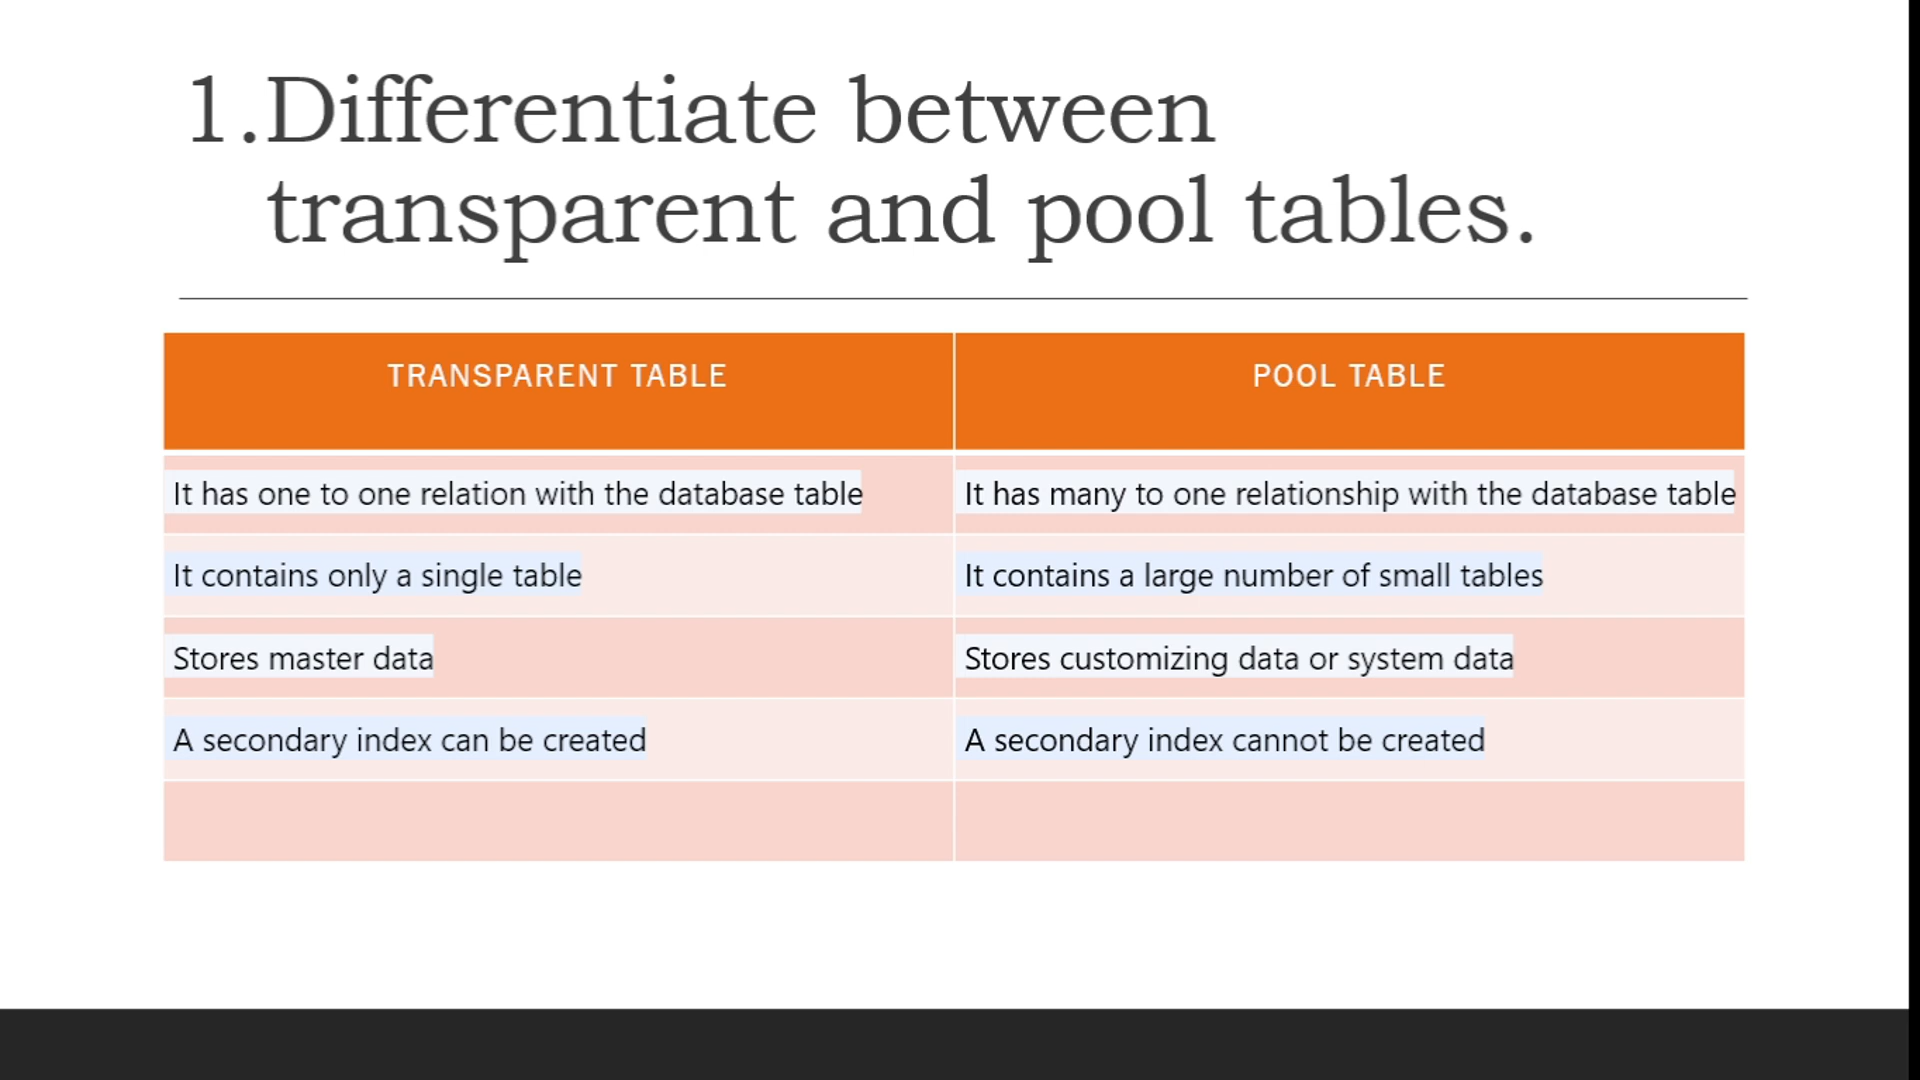 1.Differentiate between
transparent and pool tables.
TRANSPARENT TABLE
POOL TABLE
It has one to one relation with the database table
It has many to one relationship with the database table
It contains only a single table
It contains a large number of small tables
Stores master data
Stores customizing data or system data
A secondary index can be created
A secondary index cannot be created